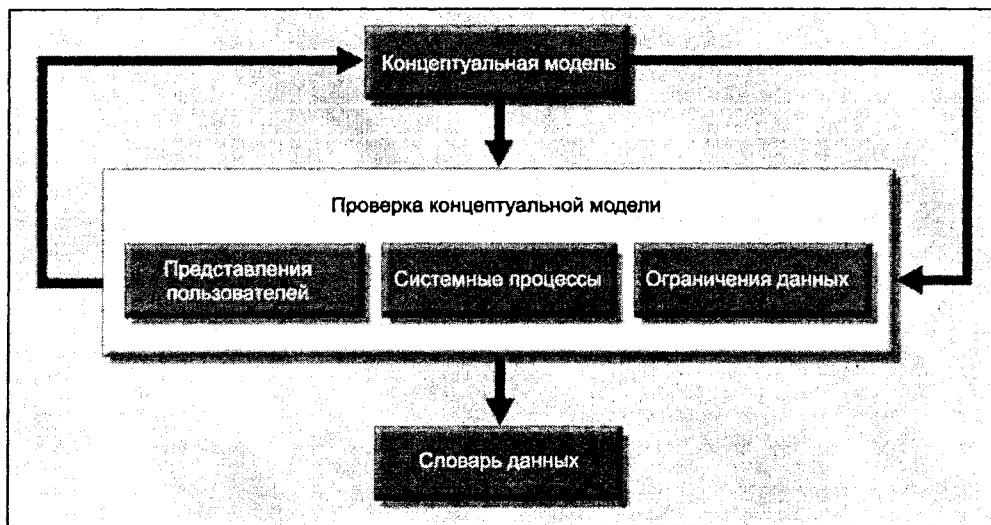 Концептуальная модель
Проверка концептуальной модели
Представления
пользователей
Системные процессы
Ограничения данных
Словарь данных